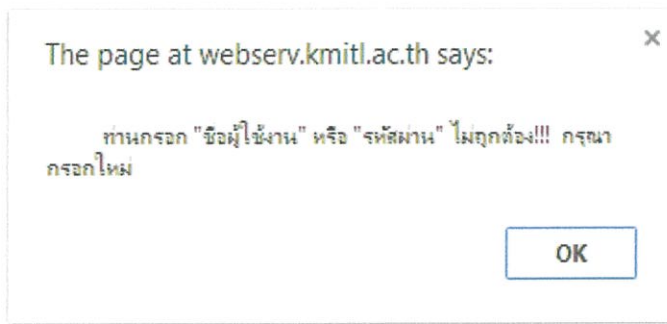 The page at webserv.kmitl.ac.th says:
ท่านกรอก "ชื่อผู้ใช้งาน" หรือ "รหัสผ่าน" ไม่ถูกต้อง!!! กรุณา
กรอกใหม่
OK